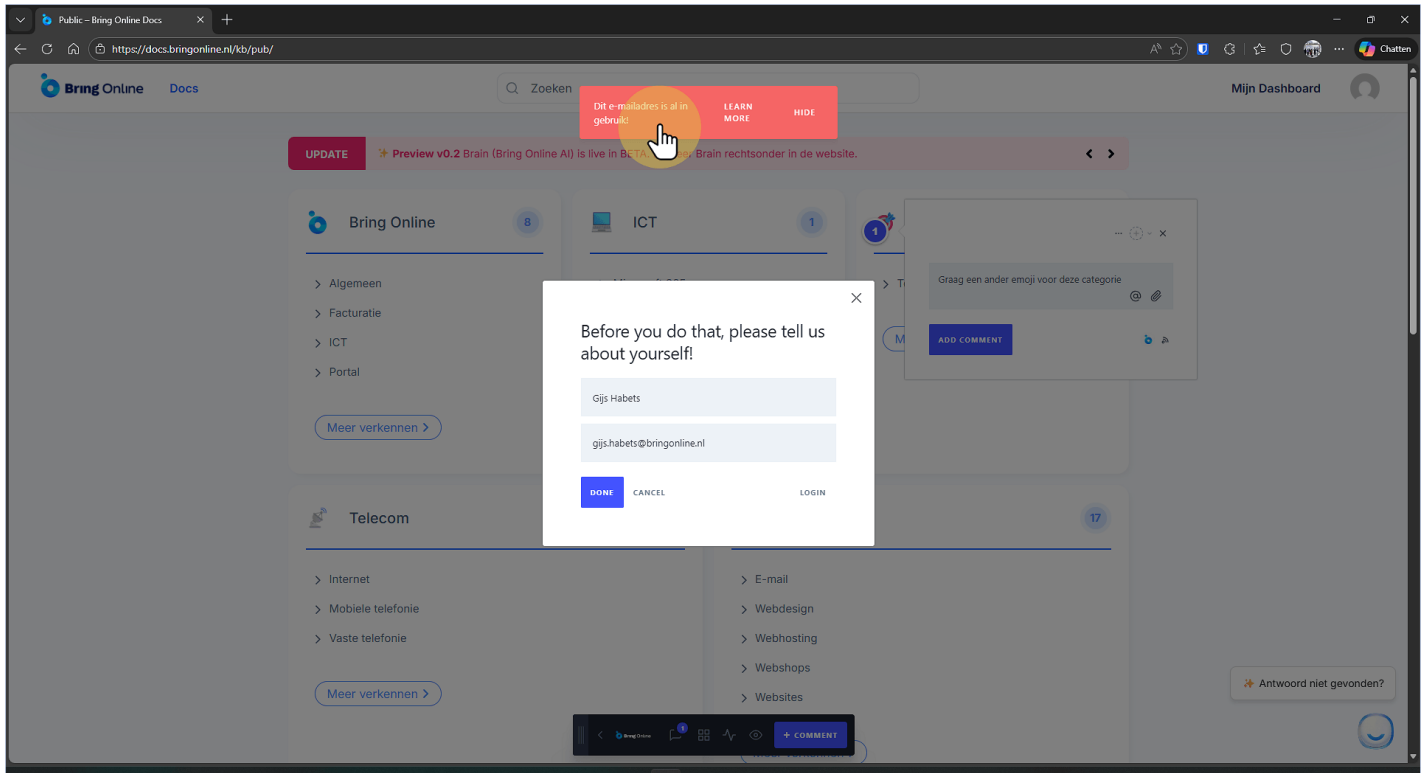 Public – Bring Online Docs
https://docs.bringonline.nl/kb/pub/
Chatten
Bring Online
Docs
Zoeken
Mijn Dashboard
Dit e-mailadres is al in
gebruik!
LEARN
MORE
HIDE
UPDATE
Preview v0.2 Brain (Bring Online AI) is live in BETA. Brain rechtsonder in de website.
Bring Online
8
ICT
1
1
Algemeen
Facturatie
ICT
Portal
Meer verkennen
Graag een ander emoji voor deze categorie
ADD COMMENT
Before you do that, please tell us
about yourself!
Gijs Habets
gijs.habets@bringonline.nl
DONE
CANCEL
LOGIN
Telecom
17
Internet
Mobiele telefonie
Vaste telefonie
Meer verkennen
E-mail
Webdesign
Webhosting
Webshops
Websites
Antwoord niet gevonden?
Bring Online
1
+ COMMENT